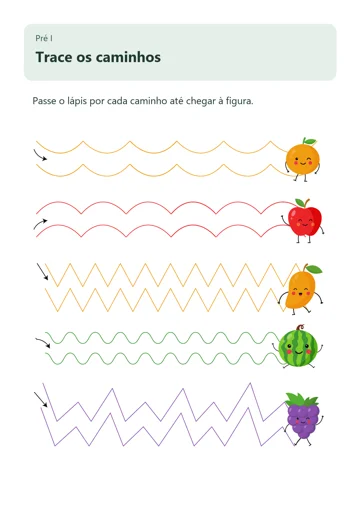 Pré I
Trace os caminhos
Passe o lápis por cada caminho até chegar à figura.